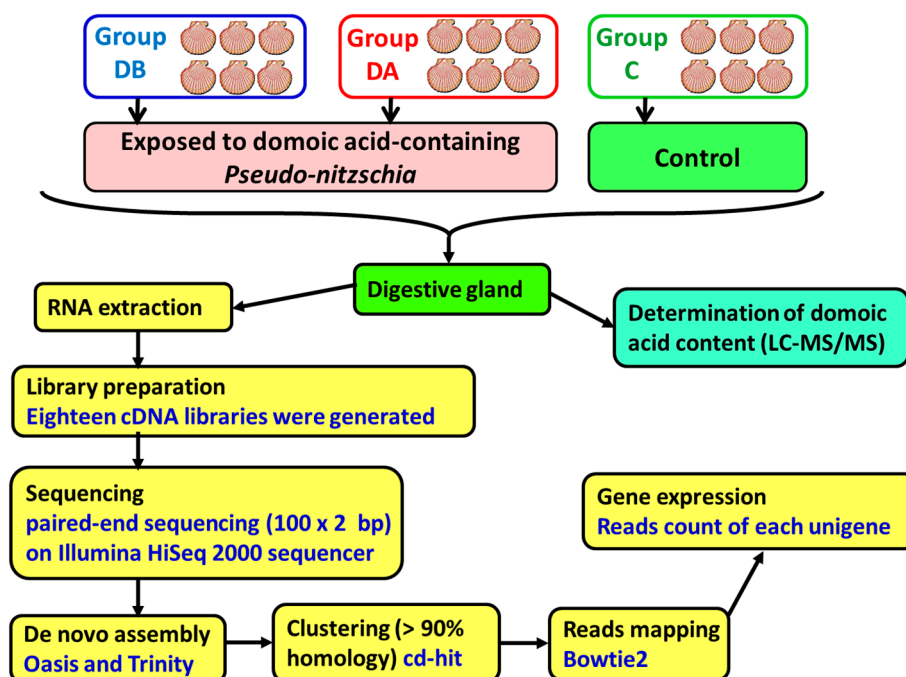 Group
DB
Group
DA
Group
C
Exposed to domoic acid-containing
Pseudo-nitzschia
Control
Digestive gland
RNA extraction
Determination of domoic
acid content (LC-MS/MS)
Library preparation
Eighteen cDNA libraries were generated
Sequencing
paired-end sequencing (100 x 2 bp)
on Illumina HiSeq 2000 sequencer
Gene expression
Reads count of each unigene
De novo assembly
Oasis and Trinity
Clustering (> 90%
homology) cd-hit
Reads mapping
Bowtie2